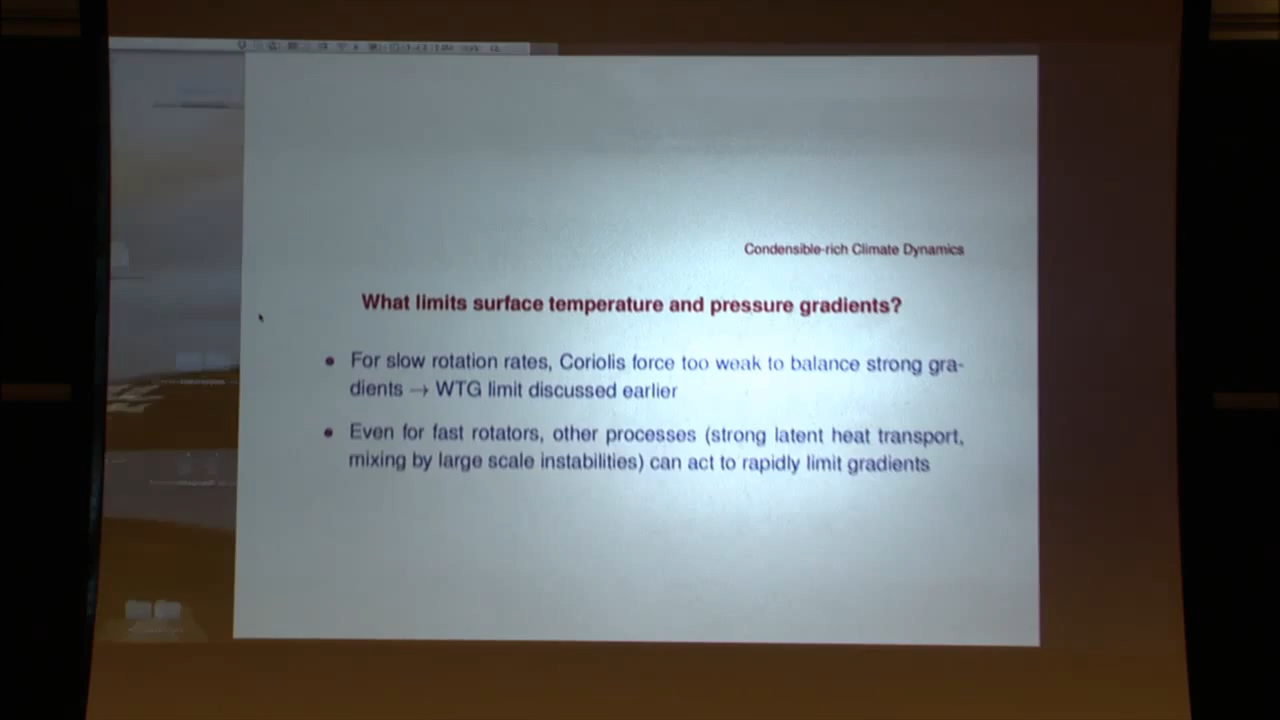 Condensible-rich Climate Dynamics
What limits surface temperature and pressure gradients?
• For slow rotation rates, Coriolis force too weak to balance strong gra-
dients → WTG limit discussed earlier
• Even for fast rotators, other processes (strong latent heat transport,
mixing by large scale instabilities) can act to rapidly limit gradients